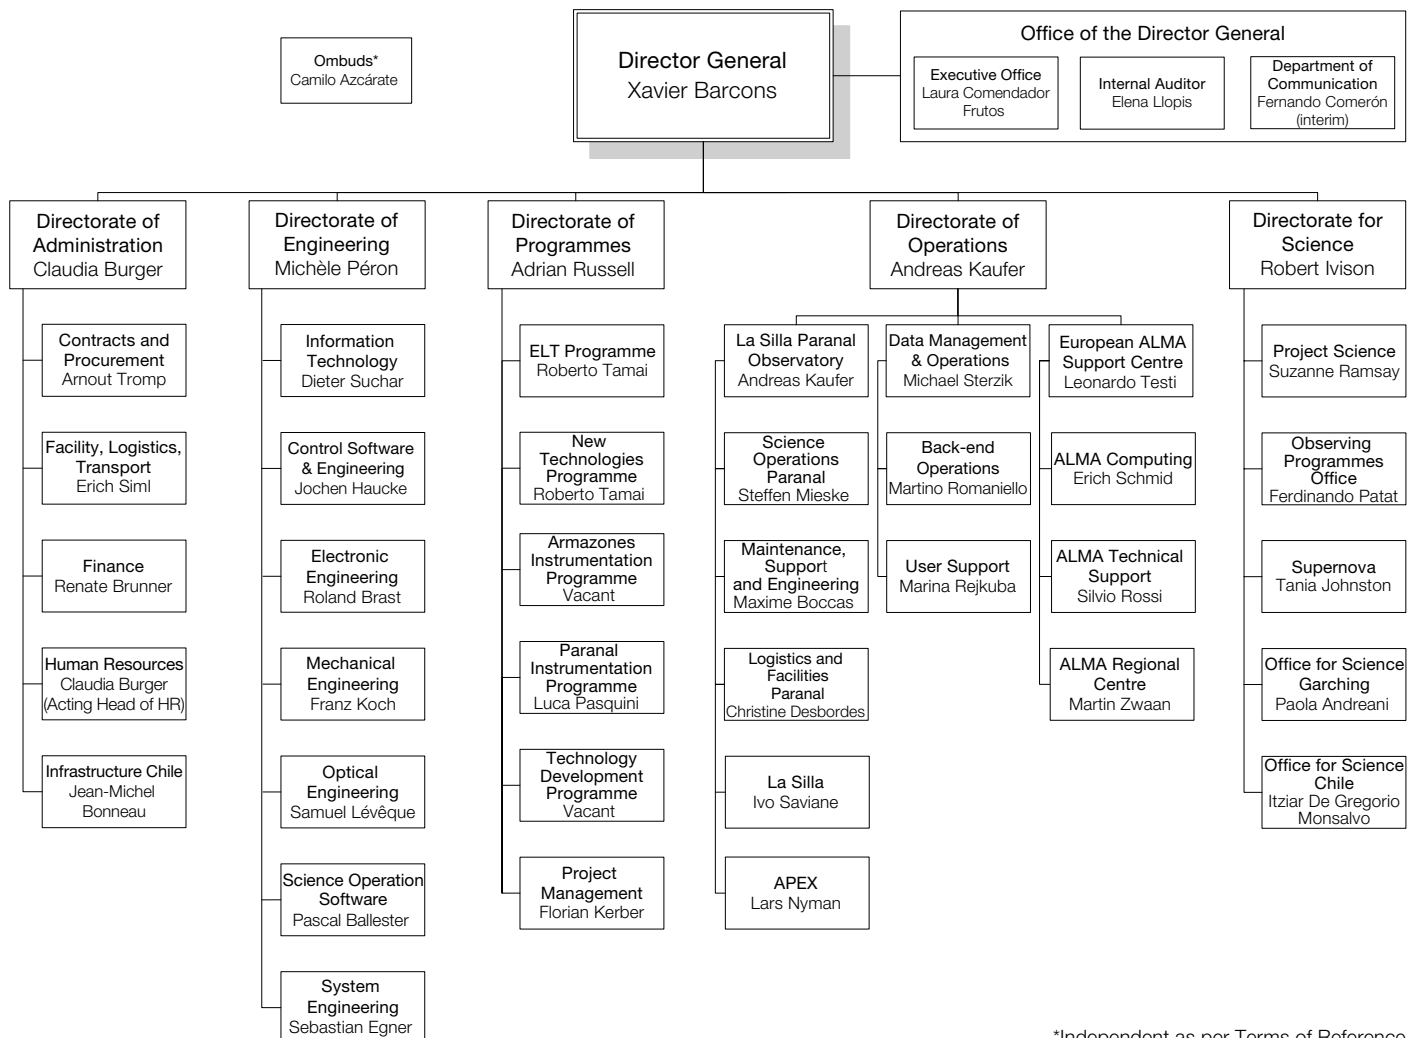 Ombuds*
Camilo Azcárate
Director General
Xavier Barcons
Office of the Director General
Executive Office
Laura Comendador
Frutos
Internal Auditor
Elena Llopis
Department of
Communication
Fernando Comerón
(interim)
Directorate of
Administration
Claudia Burger
Directorate of
Engineering
Michèle Péron
Directorate of
Programmes
Adrian Russell
Directorate of
Operations
Andreas Kaufer
Directorate for
Science
Robert Ivison
Contracts and
Procurement
Arnout Tromp
Facility, Logistics,
Transport
Erich Siml
Finance
Renate Brunner
Human Resources
Claudia Burger
(Acting Head of HR)
Infrastructure Chile
Jean-Michel
Bonneau
Information
Technology
Dieter Suchar
Control Software
& Engineering
Jochen Haucke
Electronic
Engineering
Roland Brast
Mechanical
Engineering
Franz Koch
Optical
Engineering
Samuel Lévêque
Science Operation
Software
Pascal Ballester
System
Engineering
Sebastian Egner
ELT Programme
Roberto Tamai
New
Technologies
Programme
Roberto Tamai
Armazones
Instrumentation
Programme
Vacant
Paranal
Instrumentation
Programme
Luca Pasquini
Technology
Development
Programme
Vacant
Project
Management
Florian Kerber
La Silla Paranal
Observatory
Andreas Kaufer
Science
Operations
Paranal
Steffen Mieske
Maintenance,
Support
and Engineering
Maxime Boccas
Logistics and
Facilities
Paranal
Christine Desbordes
La Silla
Ivo Saviane
APEX
Lars Nyman
Data Management
& Operations
Michael Sterzik
Back-end
Operations
Martino Romaniello
User Support
Marina Rejkuba
European ALMA
Support Centre
Leonardo Testi
ALMA Computing
Erich Schmid
ALMA Technical
Support
Silvio Rossi
ALMA Regional
Centre
Martin Zwaan
Project Science
Suzanne Ramsay
Observing
Programmes
Office
Ferdinando Patat
Supernova
Tania Johnston
Office for Science
Garching
Paola Andreani
Office for Science
Chile
Itziar De Gregorio
Monsalvo
*Independent as per Terms of Reference